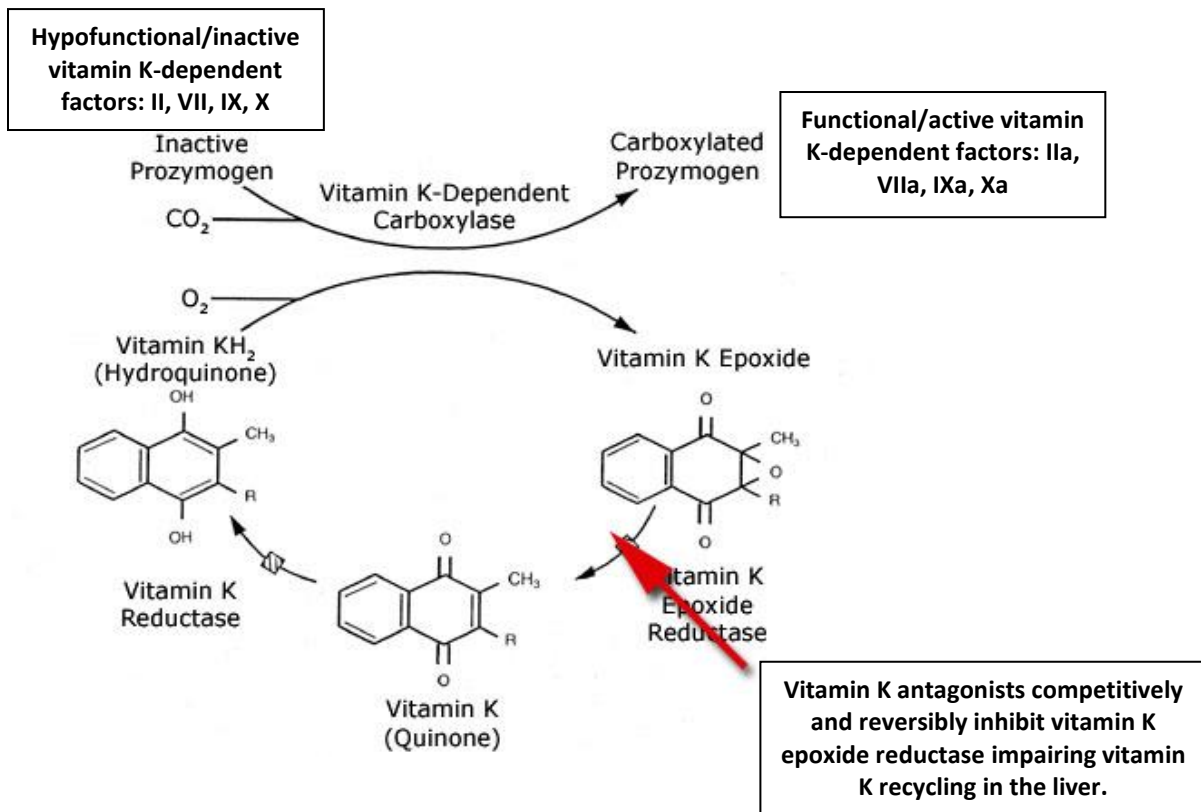 Hypofunctional/inactive
vitamin K-dependent
factors: II, VII, IX, X
Inactive
Prozymogen
Carboxylated
Prozymogen
Functional/active vitamin
K-dependent factors: IIa,
VIIa, IXa, Xa
Vitamin K-Dependent
Carboxylase
CO₂
O₂
Vitamin KH₂
(Hydroquinone)
Vitamin K Epoxide
OH
CH₃
R
OH
O
CH₃
O
R
O
O
CH₃
R
O
Vitamin K
Reductase
Vitamin K
(Quinone)
itamin K
Epoxide
Reductase
Vitamin K antagonists competitively
and reversibly inhibit vitamin K
epoxide reductase impairing vitamin
K recycling in the liver.